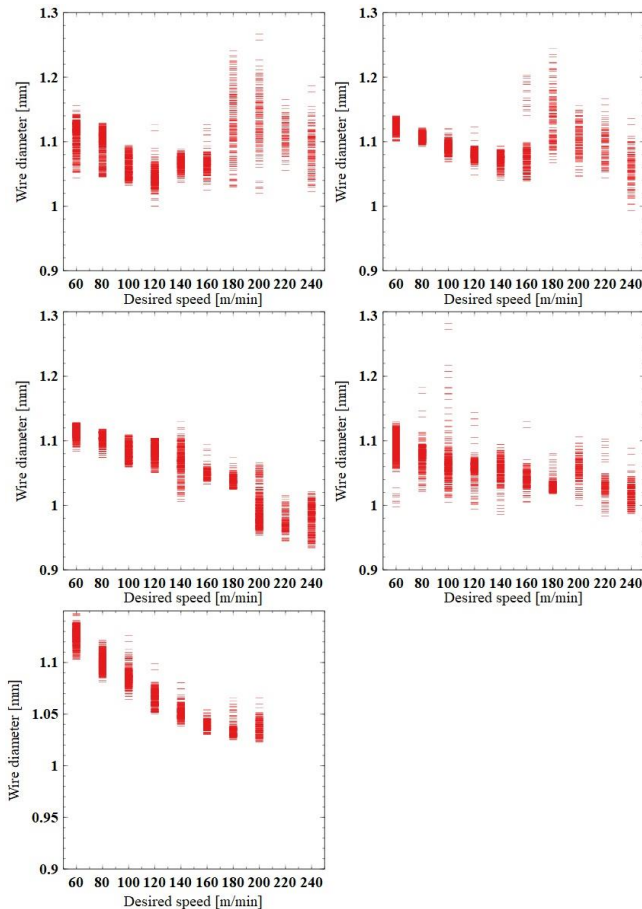 1.3 1.3
1.2 1.2
1.1 1.1
1 1
0.9 0.9
Wire diameter [mm] Wire diameter [mm]
60 80 100 120 140 160 180 200 220 240 60 80 100 120 140 160 180 200 220 240
Desired speed [m/min] Desired speed [m/min]
1.3 1.3
1.2 1.2
1.1 1.1
1 1
0.9 0.9
Wire diameter [mm] Wire diameter [mm]
60 80 100 120 140 160 180 200 220 240 60 80 100 120 140 160 180 200 220 240
Desired speed [m/min] Desired speed [m/min]
1.1
1.05
1
0.95
0.9
Wire diameter [mm]
60 80 100 120 140 160 180 200 220 240
Desired speed [m/min]